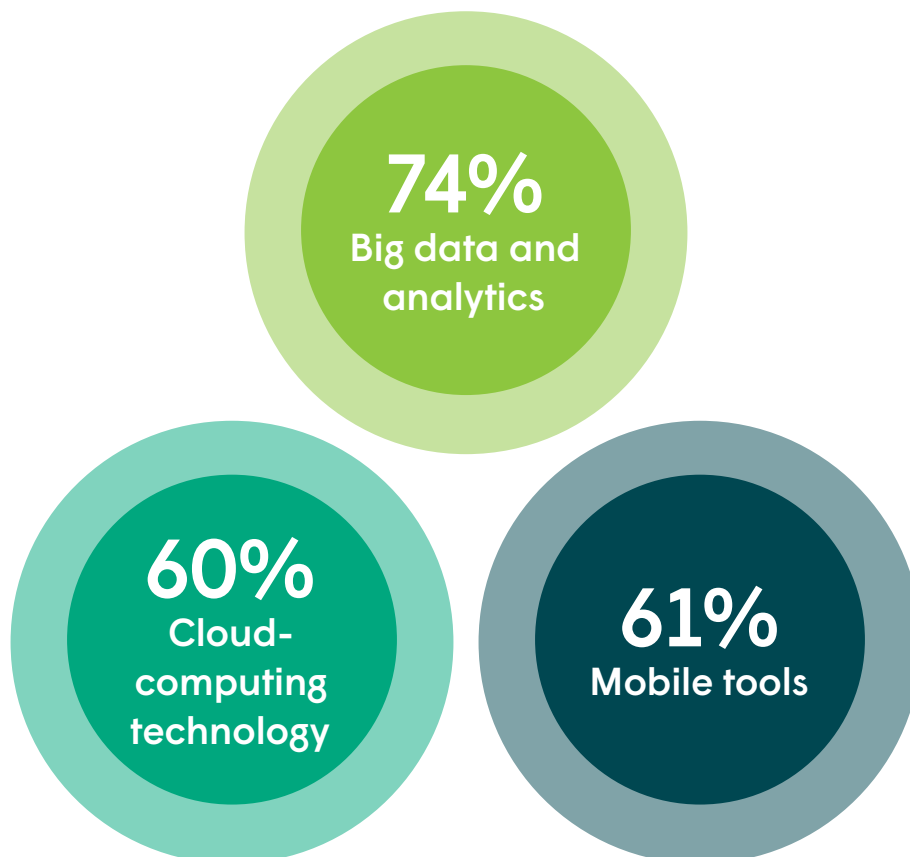 74%
Big data and
analytics
60%
Cloud-
computing
technology
61%
Mobile tools